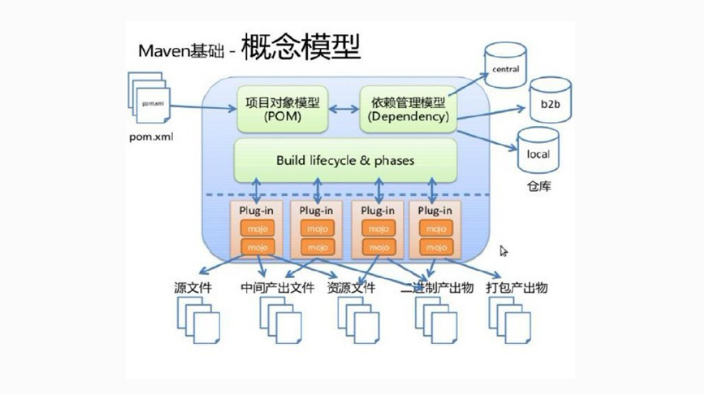 Maven基础 - 概念模型
central
pom.xml
项目对象模型
(POM)
依赖管理模型
(Dependency)
b2b
pom.xml
local
Build lifecycle & phases
仓库
Plug-in
Plug-in
Plug-in
Plug-in
mojo
mojo
mojo
mojo
mojo
mojo
mojo
mojo
源文件
中间产出文件
资源文件
二进制产出物
打包产出物